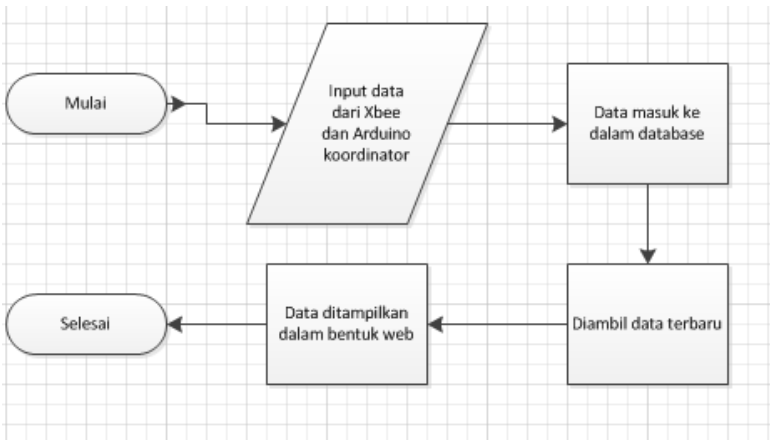 Mulai
Input data
dari Xbee
dan Arduino
koordinator
Data masuk ke
dalam database
Diambil data terbaru
Data ditampilkan
dalam bentuk web
Selesai